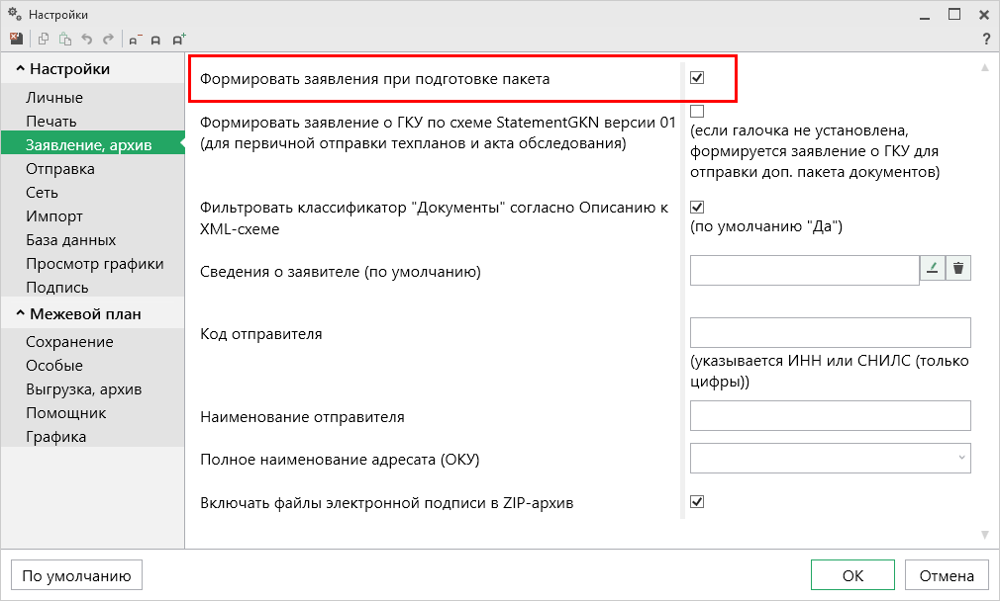 Настройки
?
Настройки
Личные
Печать
Заявление, архив
Отправка
Сеть
Импорт
База данных
Просмотр графики
Подпись
Межевой план
Сохранение
Особые
Выгрузка, архив
Помощник
Графика
Формировать заявления при подготовке пакета
Формировать заявление о ГКУ по схеме StatementGKN версии 01
(для первичной отправки техпланов и акта обследования)
(если галочка не установлена,
формируется заявление о ГКУ для
отправки доп. пакета документов)
Фильтровать классификатор "Документы" согласно Описанию к
XML-схеме
(по умолчанию "Да")
Сведения о заявителе (по умолчанию)
Код отправителя
(указывается ИНН или СНИЛС (только
цифры))
Наименование отправителя
Полное наименование адресата (ОКУ)
Включать файлы электронной подписи в ZIP-архив
По умолчанию
ОК
Отмена